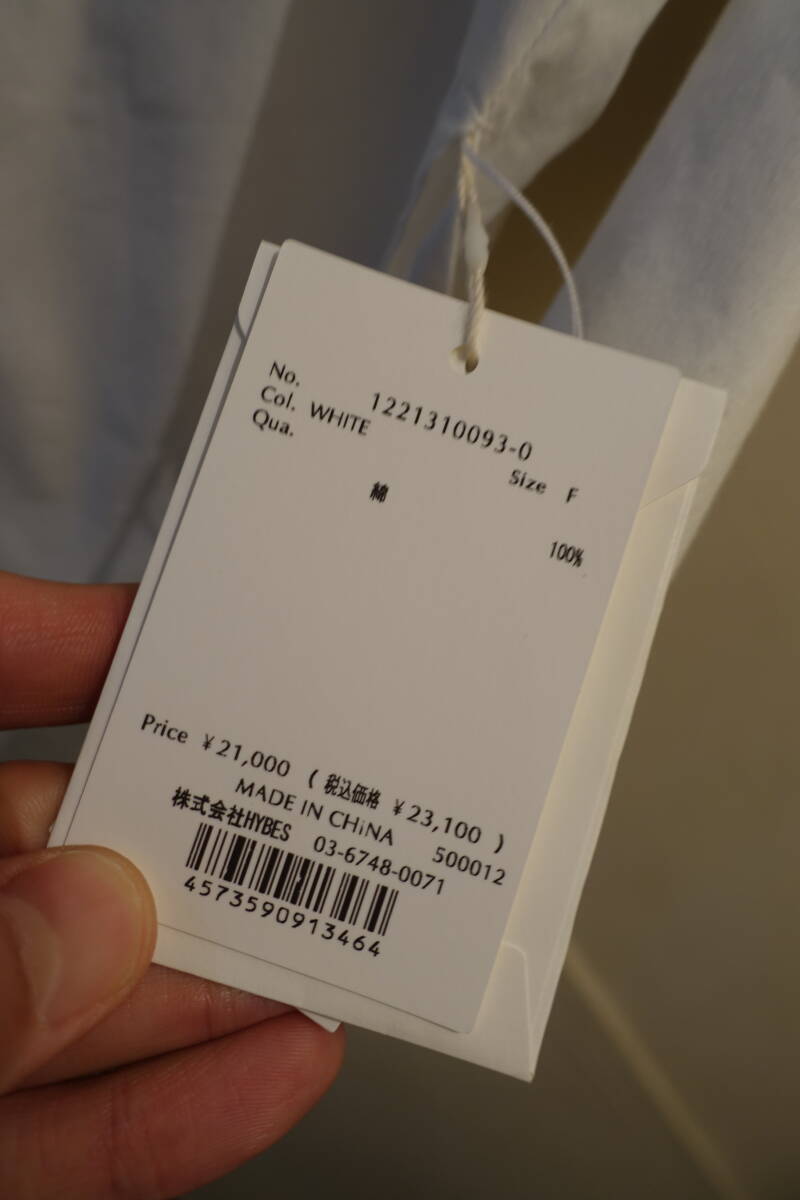 No. 1221310093-0
Col. WHITE Size F
Qua.
綿 100%
Price ¥21,000 ( 税込価格 ¥23,100 )
MADE IN CHiNA 500012
株式会社HYBES 03-6748-0071
4573590913464